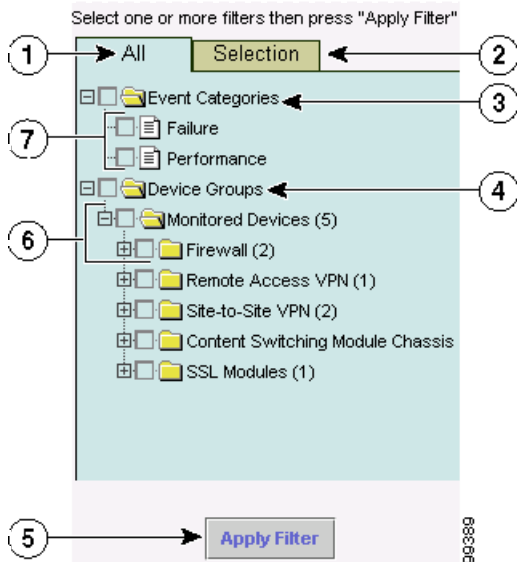 Select one or more filters then press "Apply Filter"
1 All Selection 2
Event Categories 3
7 Failure
Performance
Device Groups 4
6 Monitored Devices (5)
Firewall (2)
Remote Access VPN (1)
Site-to-Site VPN (2)
Content Switching Module Chassis
SSL Modules (1)
5 Apply Filter
99389